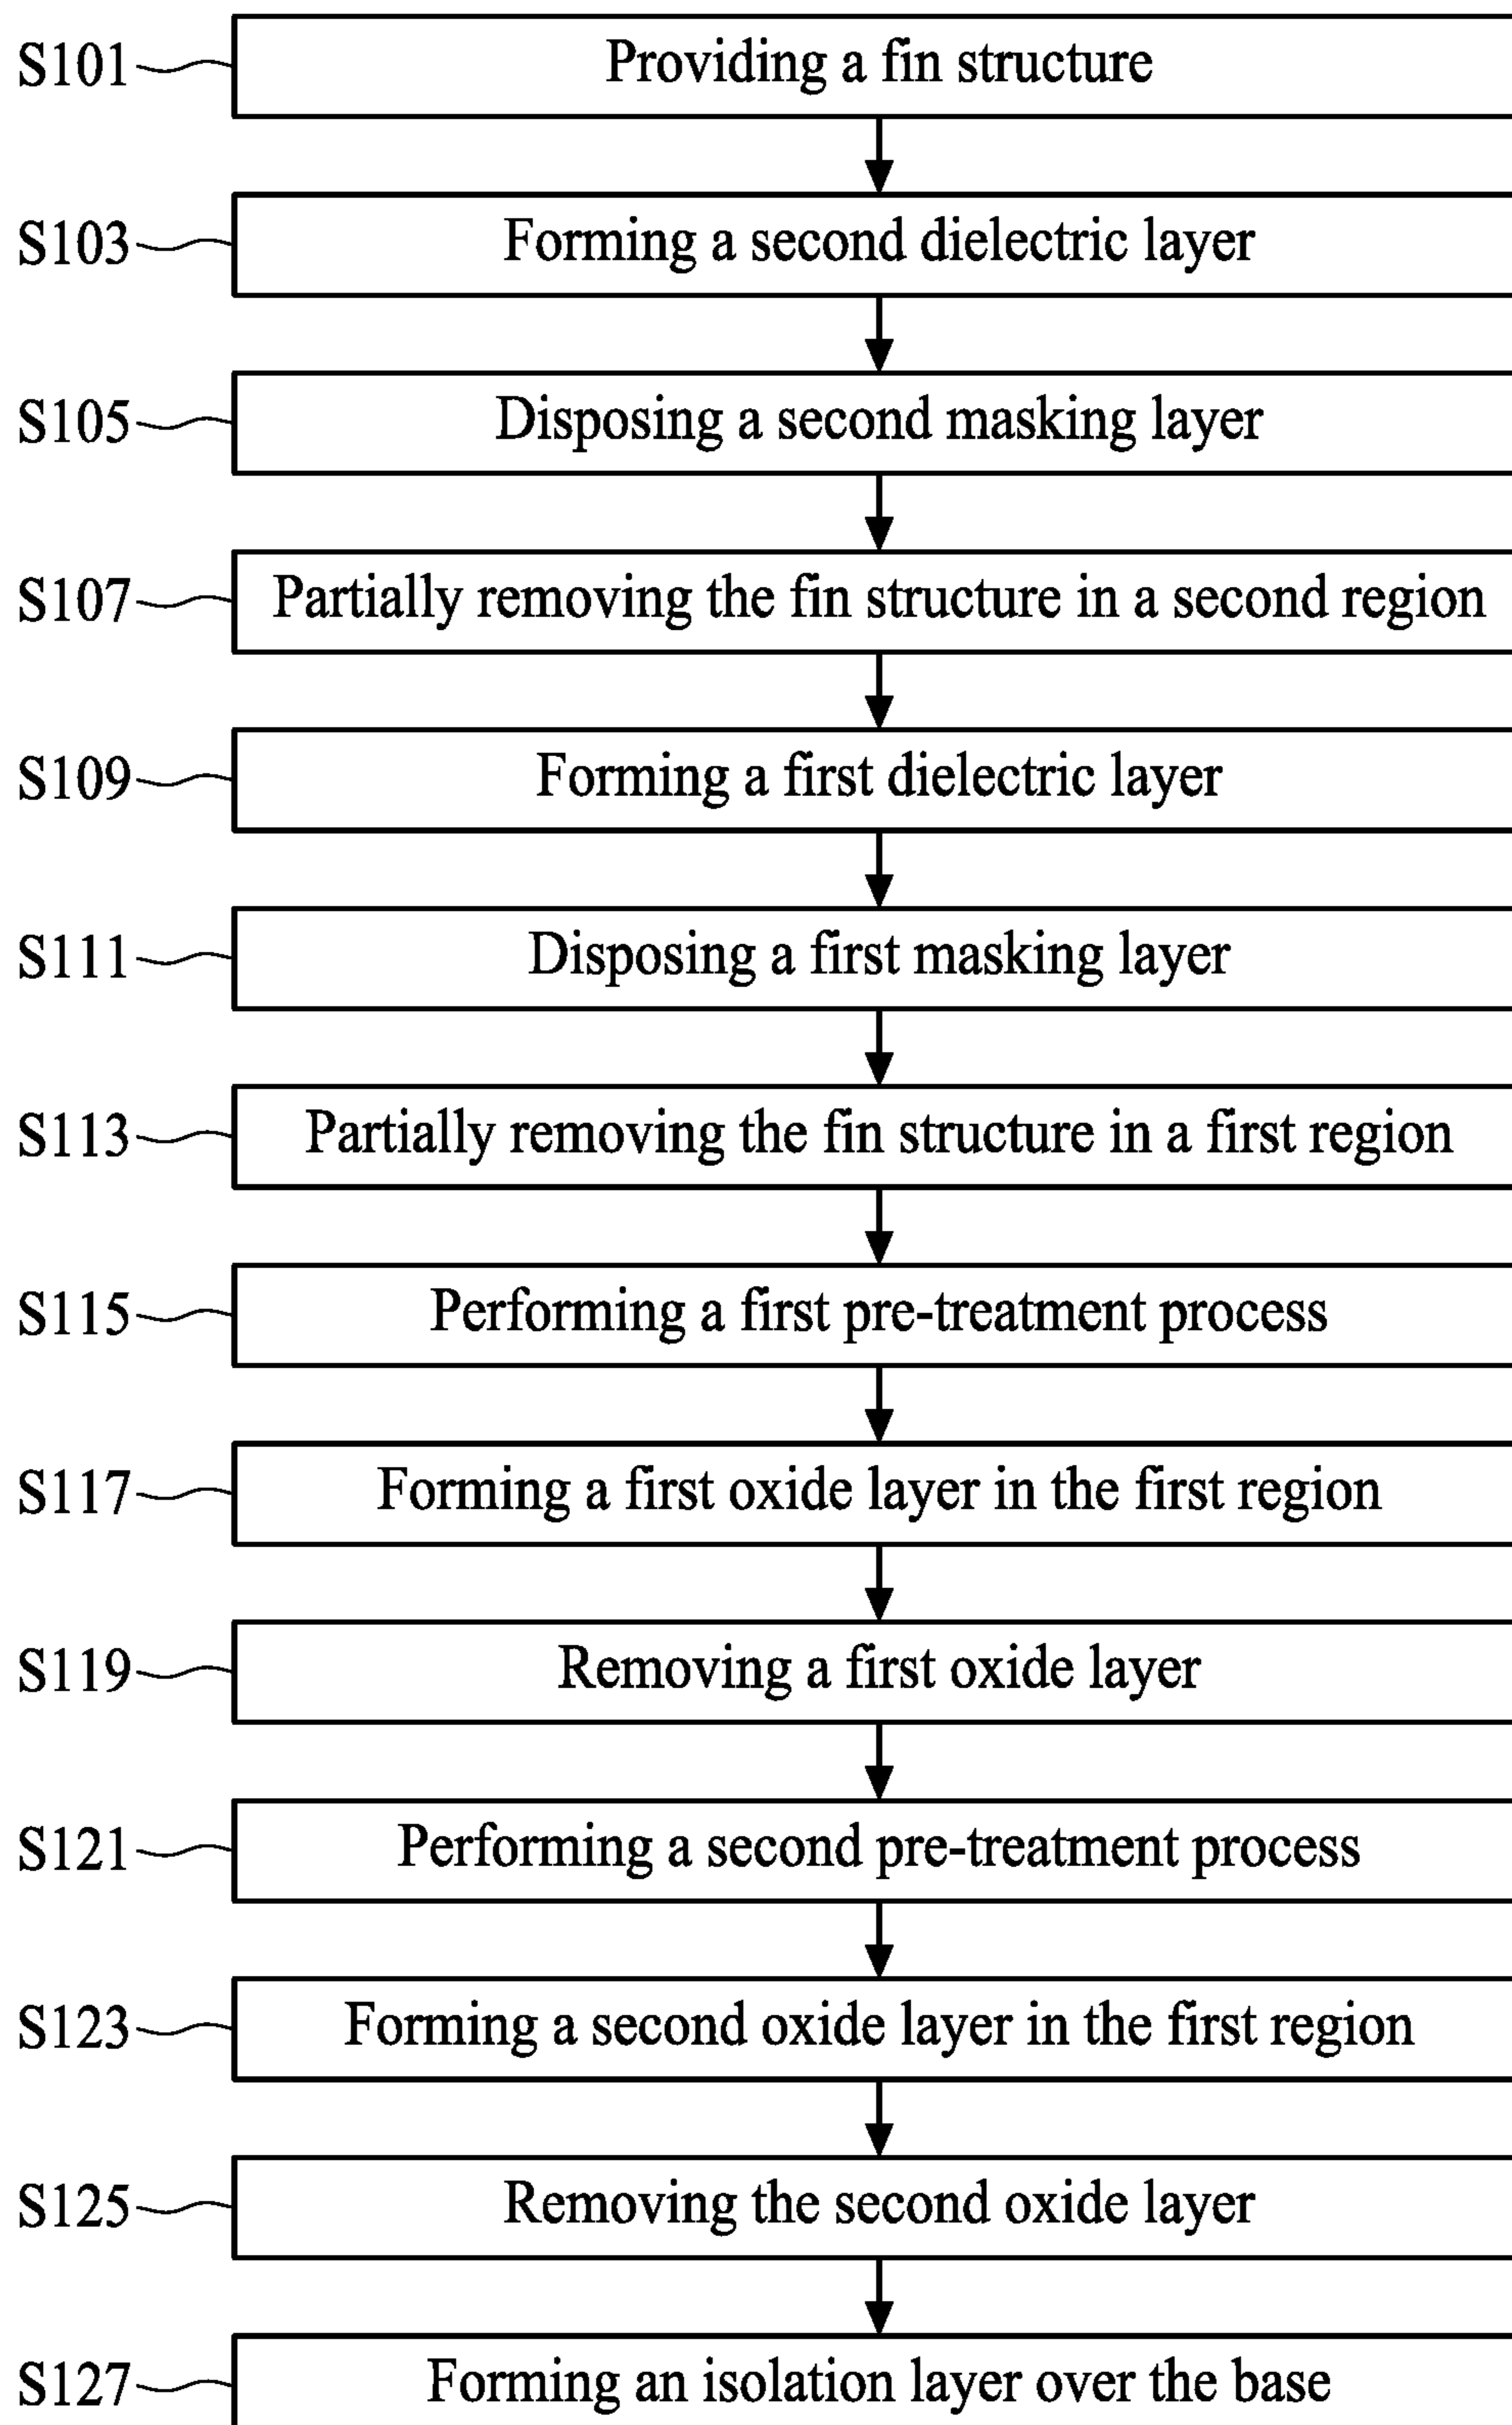 S101 Providing a fin structure
S103 Forming a second dielectric layer
S105 Disposing a second masking layer
S107 Partially removing the fin structure in a second region
S109 Forming a first dielectric layer
S111 Disposing a first masking layer
S113 Partially removing the fin structure in a first region
S115 Performing a first pre-treatment process
S117 Forming a first oxide layer in the first region
S119 Removing a first oxide layer
S121 Performing a second pre-treatment process
S123 Forming a second oxide layer in the first region
S125 Removing the second oxide layer
S127 Forming an isolation layer over the base